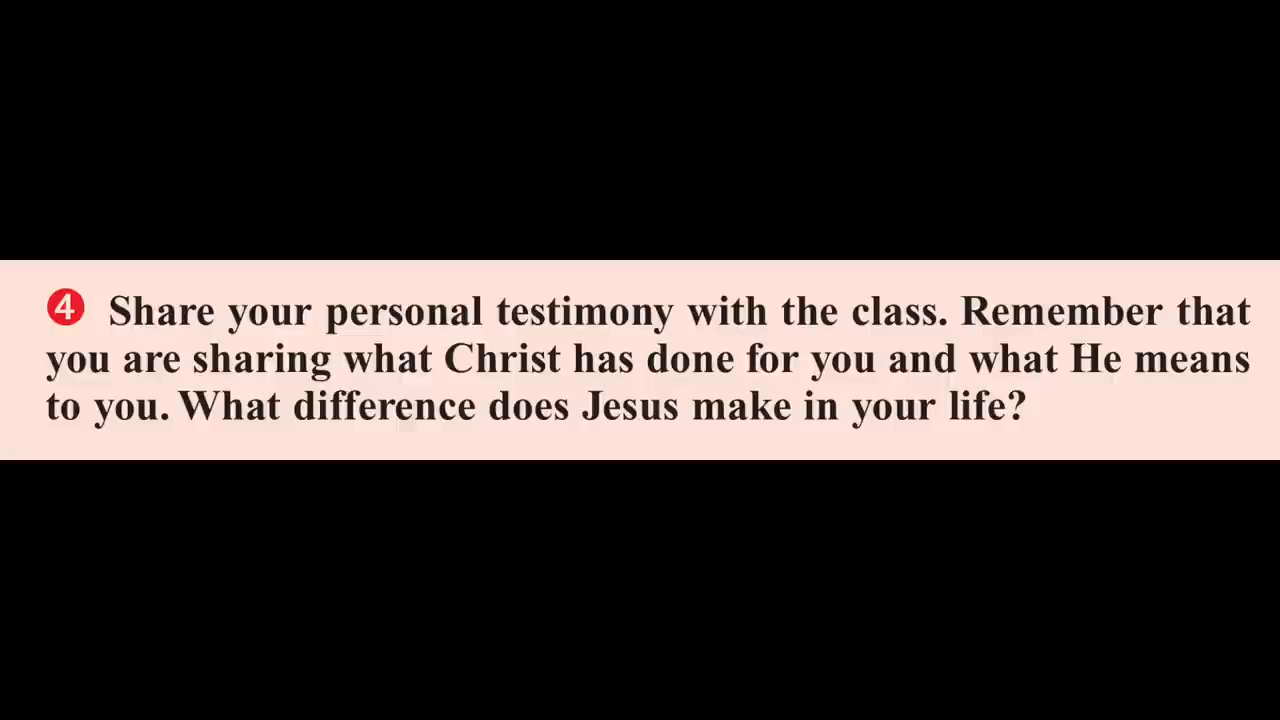 4 Share your personal testimony with the class. Remember that
you are sharing what Christ has done for you and what He means
to you. What difference does Jesus make in your life?